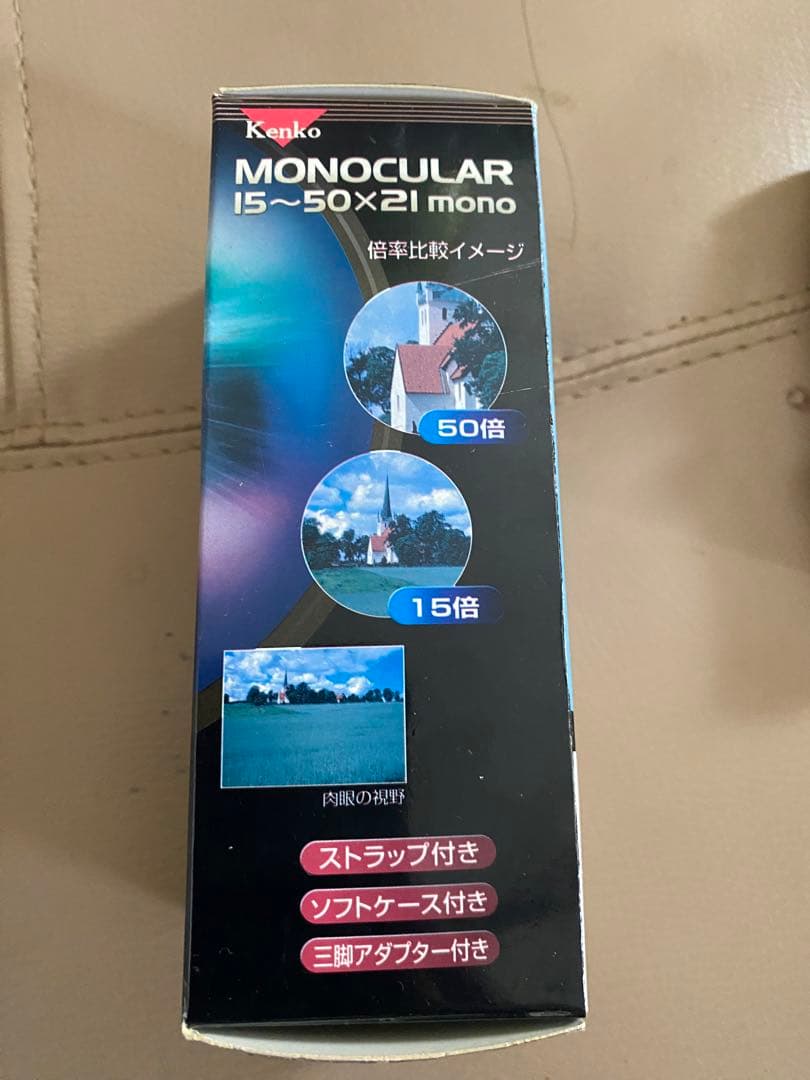 Kenko
MONOCULAR
15～50×21 mono
倍率比較イメージ
50倍
15倍
肉眼の視野
ストラップ付き
ソフトケース付き
三脚アダプター付き